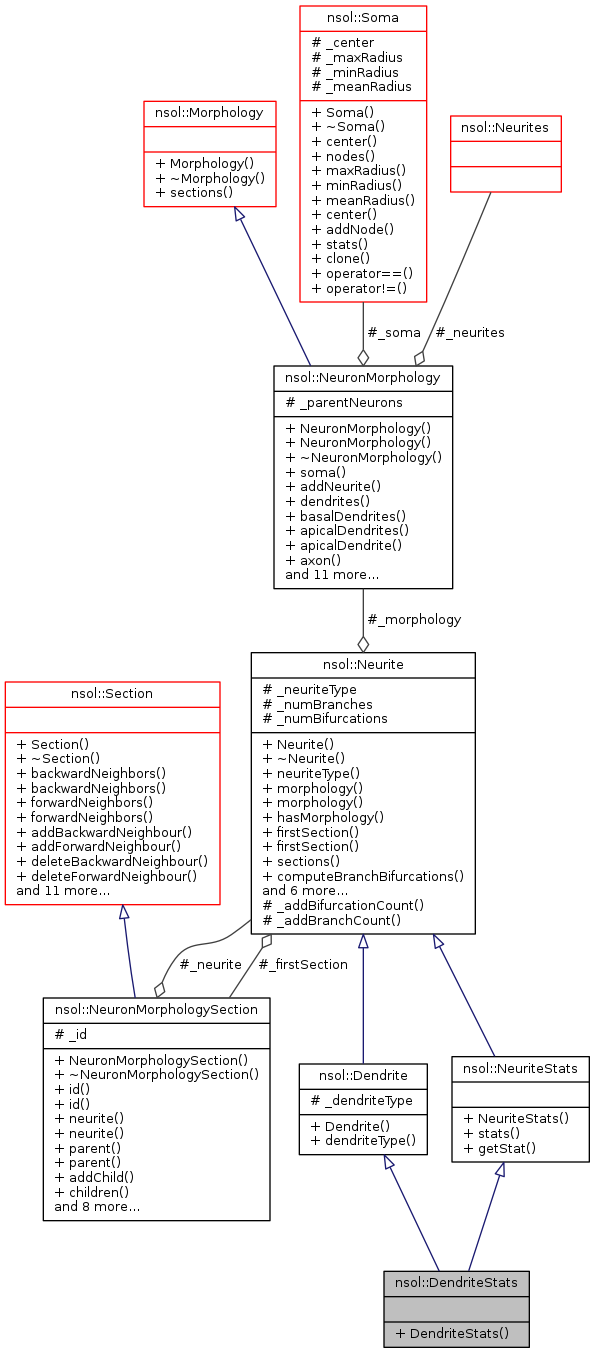 nsol::Soma
# _center
# _maxRadius
# _minRadius
# _meanRadius
+ Soma()
+ ~Soma()
+ center()
+ nodes()
+ maxRadius()
+ minRadius()
+ meanRadius()
+ center()
+ addNode()
+ stats()
+ clone()
+ operator==()
+ operator!=()
nsol::Morphology
+ Morphology()
+ ~Morphology()
+ sections()
nsol::Neurites
#_soma
#_neurites
nsol::NeuronMorphology
# _parentNeurons
+ NeuronMorphology()
+ NeuronMorphology()
+ ~NeuronMorphology()
+ soma()
+ addNeurite()
+ dendrites()
+ basalDendrites()
+ apicalDendrites()
+ apicalDendrite()
+ axon()
and 11 more...
#_morphology
nsol::Neurite
# _neuriteType
# _numBranches
# _numBifurcations
+ Neurite()
+ ~Neurite()
+ neuriteType()
+ morphology()
+ morphology()
+ hasMorphology()
+ firstSection()
+ firstSection()
+ sections()
+ computeBranchBifurcations()
and 6 more...
# _addBifurcationCount()
# _addBranchCount()
nsol::Section
+ Section()
+ ~Section()
+ backwardNeighbors()
+ backwardNeighbors()
+ forwardNeighbors()
+ forwardNeighbors()
+ addBackwardNeighbour()
+ addForwardNeighbour()
+ deleteBackwardNeighbour()
+ deleteForwardNeighbour()
and 11 more...
#_neurite
#_firstSection
nsol::NeuronMorphologySection
# _id
+ NeuronMorphologySection()
+ ~NeuronMorphologySection()
+ id()
+ id()
+ neurite()
+ neurite()
+ parent()
+ parent()
+ addChild()
+ children()
and 8 more...
nsol::Dendrite
# _dendriteType
+ Dendrite()
+ dendriteType()
nsol::NeuriteStats
+ NeuriteStats()
+ stats()
+ getStat()
nsol::DendriteStats
+ DendriteStats()